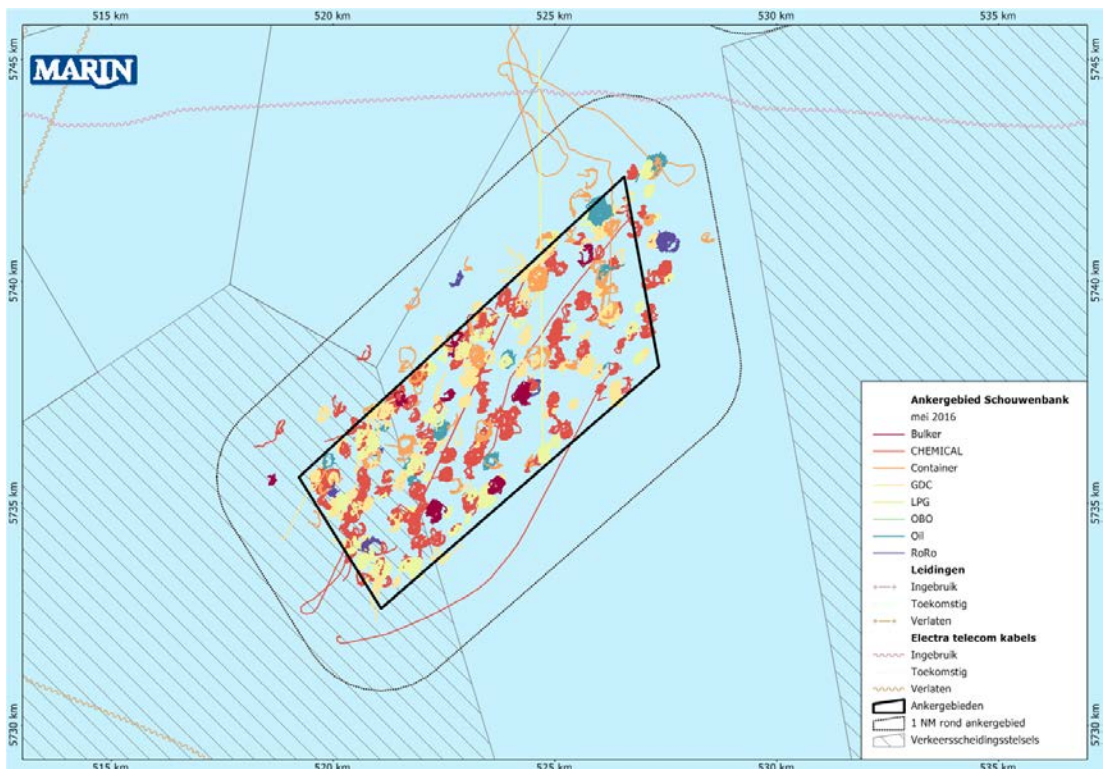 515 km
520 km
525 km
530 km
535 km
5745 km
5745 km
MARIN
5740 km
5740 km
Ankergebied Schouwenbank
mei 2016
Bulker
CHEMICAL
Container
GDC
LPG
OBO
Oil
RoRo
Leidingen
Ingebruik
Toekomstig
Verlaten
Electra telecom kabels
Ingebruik
Toekomstig
Verlaten
Ankergebieden
1 NM rond ankergebied
Verkeersscheidingsstelsels
5735 km
5735 km
5730 km
5730 km
515 km
520 km
525 km
530 km
535 km